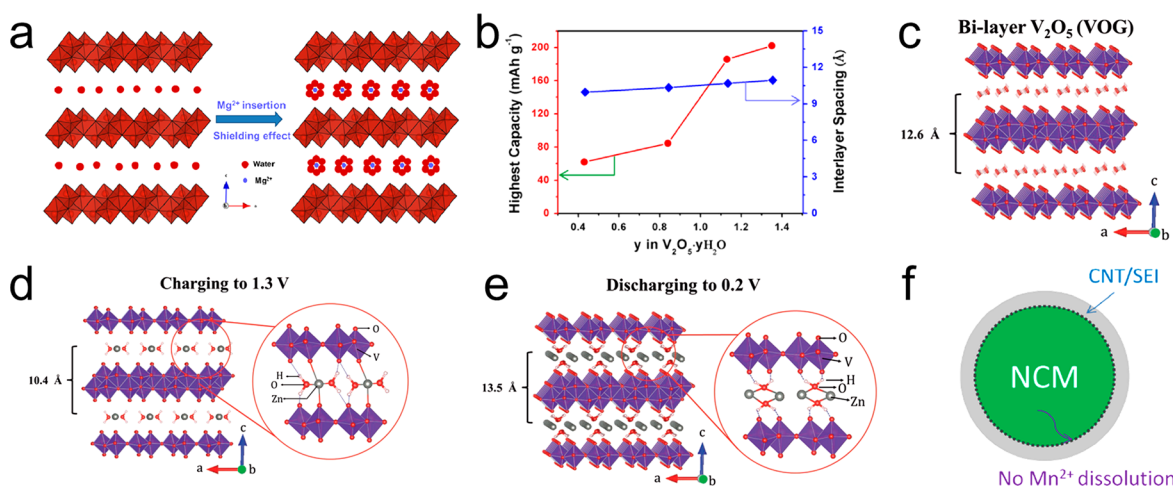 a
Mg²⁺ insertion
Shielding effect
Water
Mg²⁺
b
Highest Capacity (mAh g⁻¹)
200
160
120
80
40
0
15
12
9
6
3
0
Interlayer Spacing (Å)
0.4 0.6 0.8 1.0 1.2 1.4
y in V₂O₅·yH₂O
c
Bi-layer V₂O₅ (VOG)
12.6 Å
c
a
b
d
Charging to 1.3 V
10.4 Å
O
V
H
O
Zn
c
a
b
e
Discharging to 0.2 V
13.5 Å
O
V
H
O
Zn
c
a
b
f
CNT/SEI
NCM
No Mn²⁺ dissolution